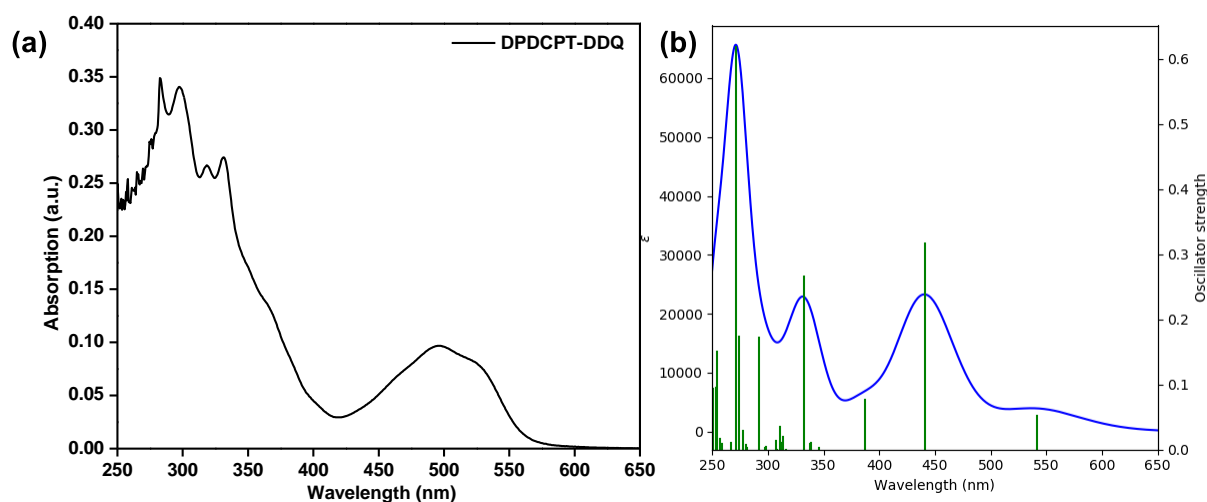 (a)
DPDCPT-DDQ
0.40
0.35
0.30
0.25
0.20
0.15
0.10
0.05
0.00
Absorption (a.u.)
250 300 350 400 450 500 550 600 650
Wavelength (nm)
(b)
60000
50000
40000
30000
20000
10000
0
ε
0.6
0.5
0.4
0.3
0.2
0.1
0.0
Oscillator strength
250 300 350 400 450 500 550 600 650
Wavelength (nm)